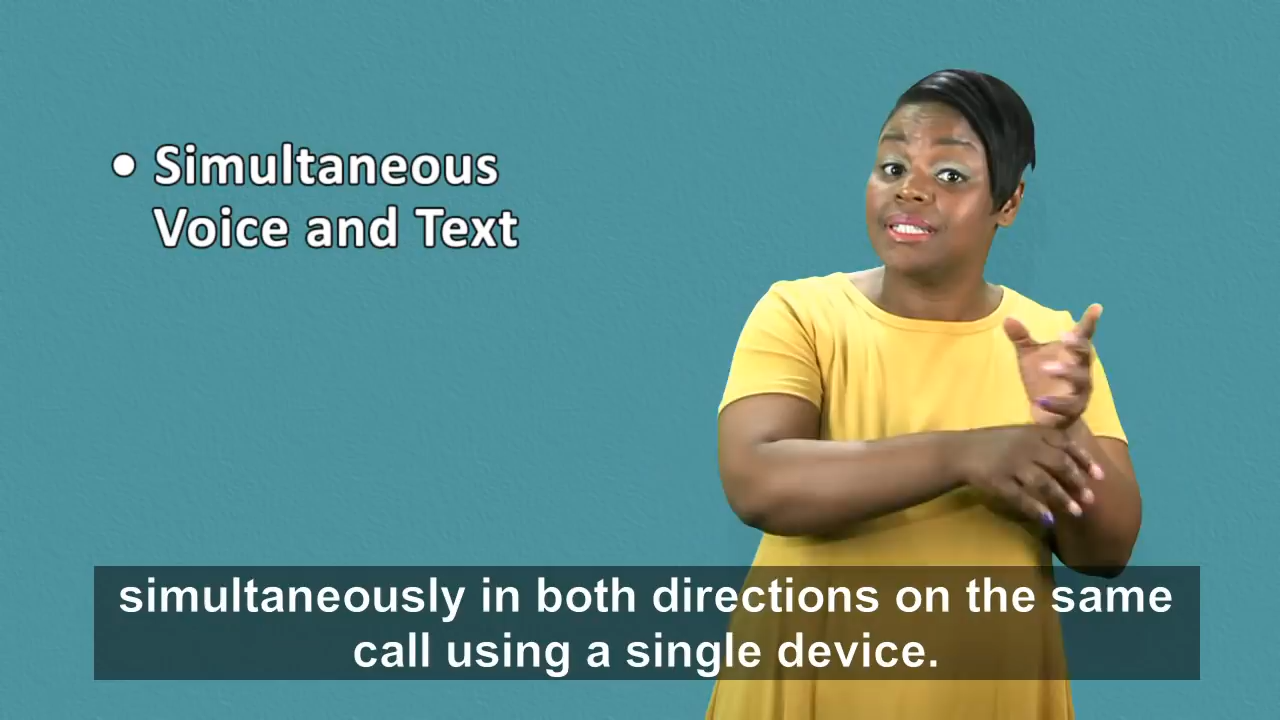 • Simultaneous
Voice and Text
simultaneously in both directions on the same
call using a single device.